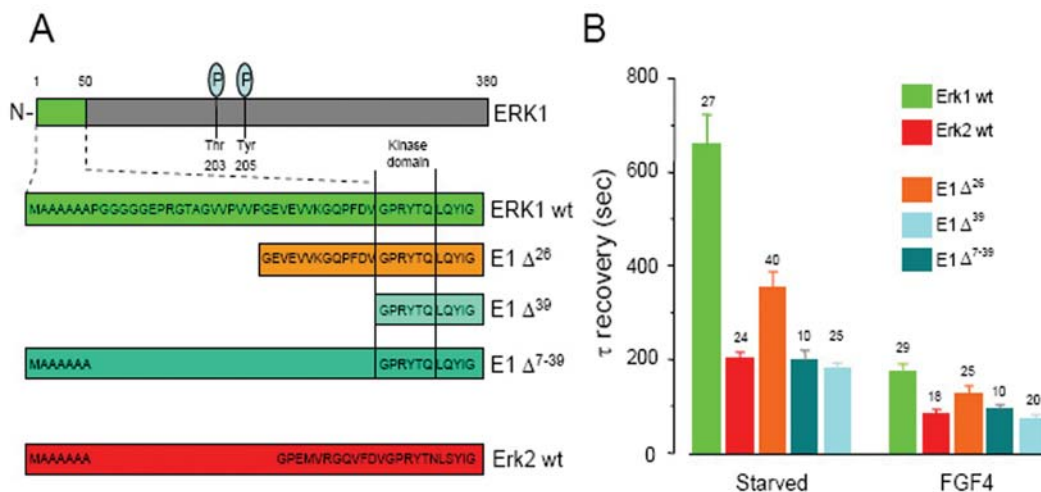 A
1 50 P P 380
N- ERK1
Thr Tyr Kinase
203 205 domain
MAAAAAAPGGGGGEPRGTAGVVPVVPGEVEVVKGQPFDVGPRYTQLQYIG ERK1 wt
GEVEVVKGQPFDVGPRYTQLQYIG E1 Δ26
GPRYTQLQYIG E1 Δ39
MAAAAAA GPRYTQLQYIG E1 Δ7-39
MAAAAAA GPEMVRGQVFDVGPRYTNLSYIG Erk2 wt
B
τ recovery (sec)
800
600
400
200
0
27
24
40
10
25
29
18
25
10
20
Starved FGF4
Erk1 wt
Erk2 wt
E1 Δ26
E1 Δ39
E1 Δ7-39